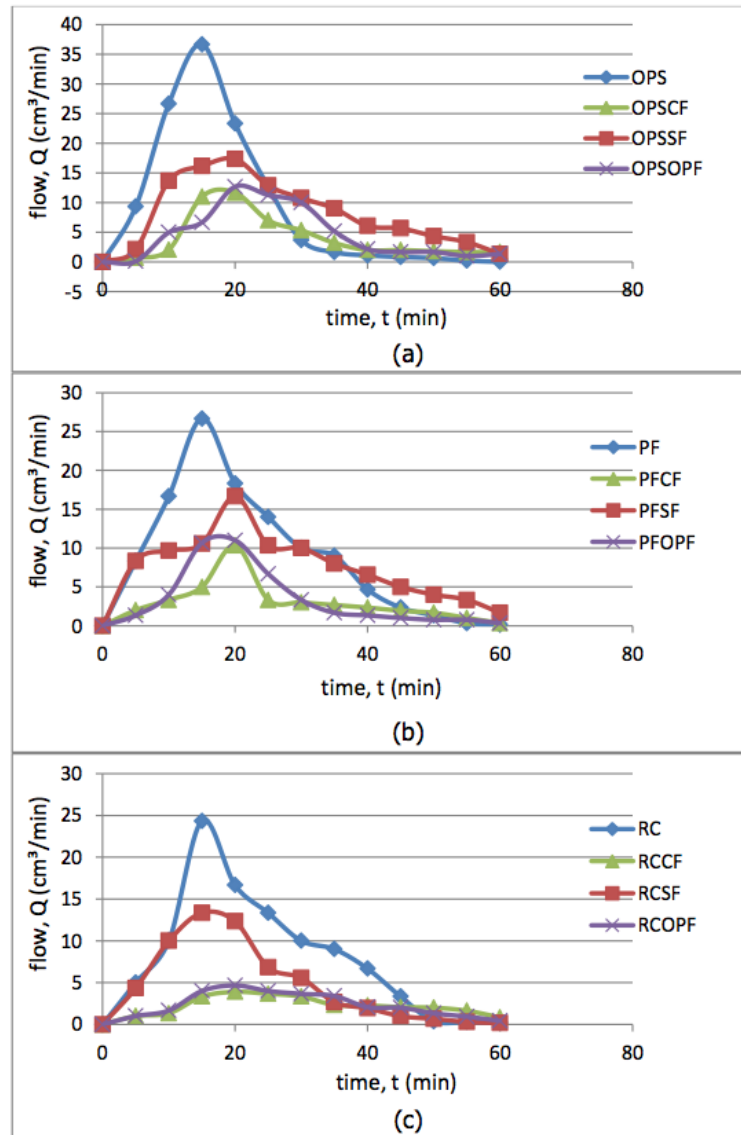 40
35
30
25
20
15
10
5
0
-5
flow, Q (cm³/min)
0 20 40 60 80
time, t (min)
OPS
OPSCF
OPSSF
OPSOPF
(a)
30
25
20
15
10
5
0
flow, Q (cm³/min)
0 20 40 60 80
time, t (min)
PF
PFCF
PFSF
PFOPF
(b)
30
25
20
15
10
5
0
flow, Q (cm³/min)
0 20 40 60 80
time, t (min)
RC
RCCF
RCSF
RCOPF
(c)